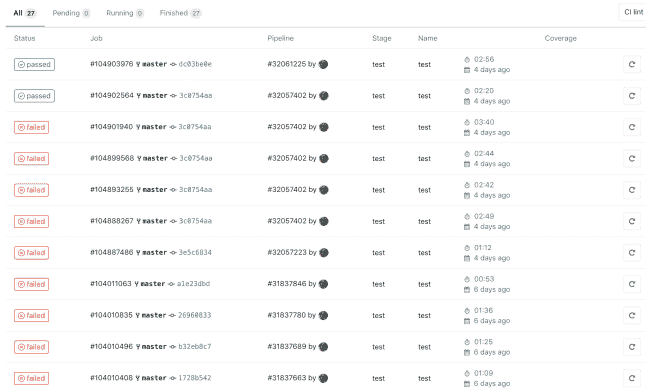 All 27 Pending 0 Running 0 Finished 27 CI lint
Status Job Pipeline Stage Name Coverage
passed #104903976 master dc03be0e #32061225 by test test 02:56
4 days ago
passed #104902564 master 3c0754aa #32057402 by test test 02:20
4 days ago
failed #104901940 master 3c0754aa #32057402 by test test 03:40
4 days ago
failed #104899568 master 3c0754aa #32057402 by test test 02:44
4 days ago
failed #104893255 master 3c0754aa #32057402 by test test 02:42
4 days ago
failed #104888267 master 3c0754aa #32057402 by test test 02:49
4 days ago
failed #104887486 master 3e5c6834 #32057223 by test test 01:12
4 days ago
failed #104011063 master a1e23dbd #31837846 by test test 00:53
6 days ago
failed #104010835 master 26960833 #31837780 by test test 01:36
6 days ago
failed #104010496 master b32eb8c7 #31837689 by test test 01:25
6 days ago
failed #104010408 master 1728b542 #31837663 by test test 01:09
6 days ago